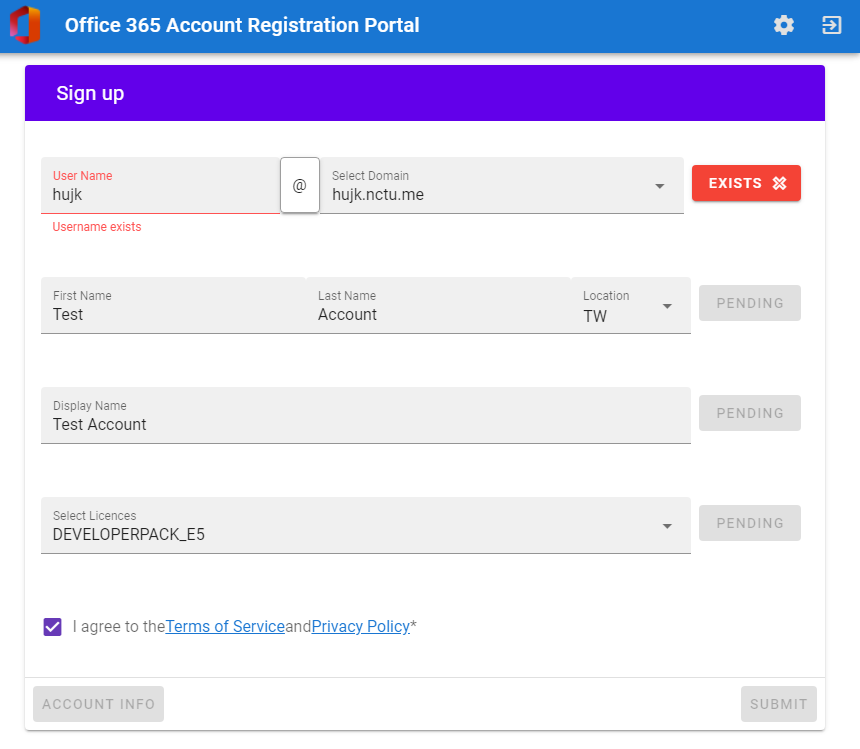 Office 365 Account Registration Portal
Sign up
User Name
hujk
@
Select Domain
hujk.nctu.me
EXISTS
Username exists
First Name
Test
Last Name
Account
Location
TW
PENDING
Display Name
Test Account
PENDING
Select Licences
DEVELOPERPACK_E5
PENDING
I agree to theTerms of ServiceandPrivacy Policy*
ACCOUNT INFO
SUBMIT